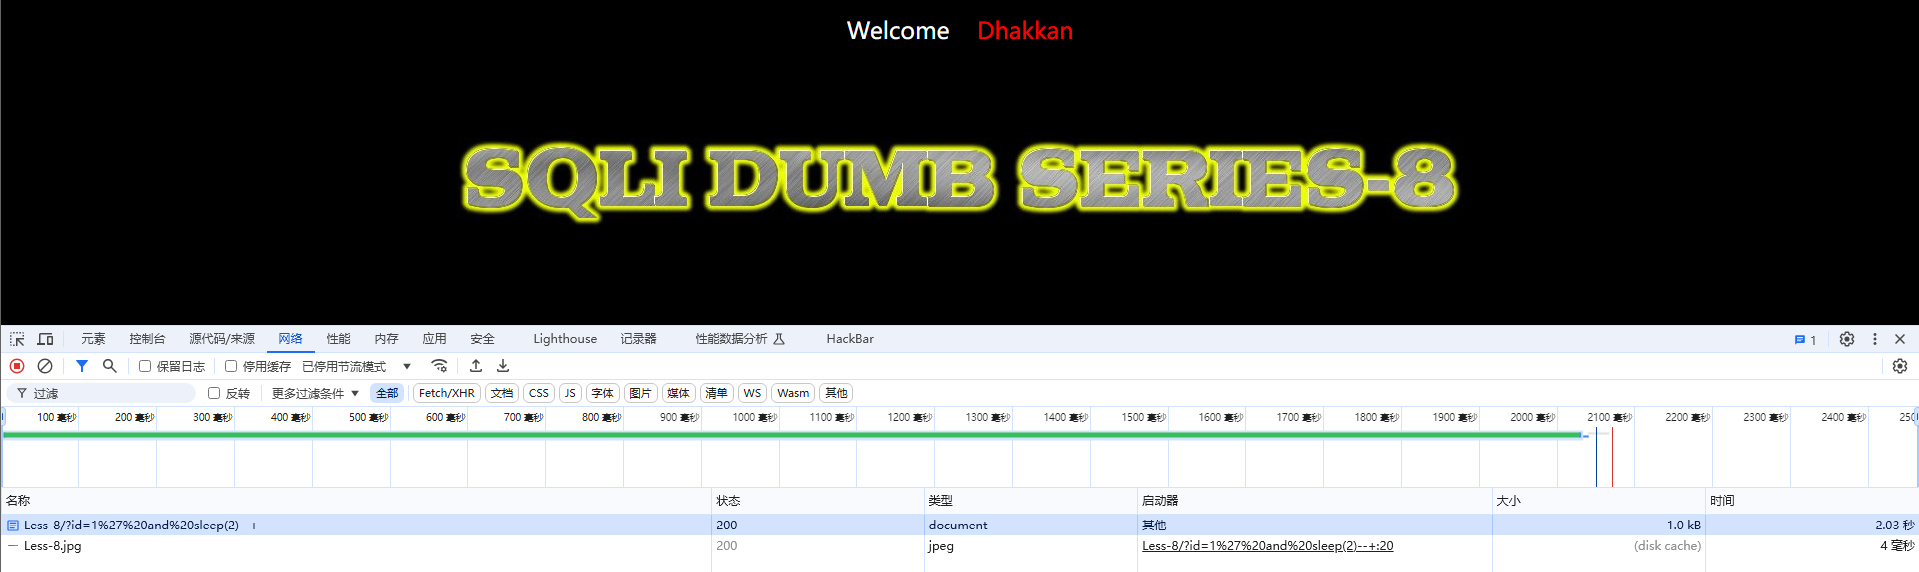 Welcome Dhakkan
SQLI DUMB SERIES-8
元素 控制台 源代码/来源 网络 性能 内存 应用 安全 Lighthouse 记录器 性能数据分析 HackBar 1
保留日志 停用缓存 已停用节流模式
过滤 反转 更多过滤条件 全部 Fetch/XHR 文档 CSS JS 字体 图片 媒体 清单 WS Wasm 其他
100 毫秒 200 毫秒 300 毫秒 400 毫秒 500 毫秒 600 毫秒 700 毫秒 800 毫秒 900 毫秒 1000 毫秒 1100 毫秒 1200 毫秒 1300 毫秒 1400 毫秒 1500 毫秒 1600 毫秒 1700 毫秒 1800 毫秒 1900 毫秒 2000 毫秒 2100 毫秒 2200 毫秒 2300 毫秒 2400 毫秒
名称 状态 类型 启动器 大小 时间
Less-8/?id=1%27%20and%20sleep(2) 200 document 其他 1.0 kB 2.03 秒
Less-8.jpg 200 jpeg Less-8/?id=1%27%20and%20sleep(2)--+:20 (disk cache) 4 毫秒